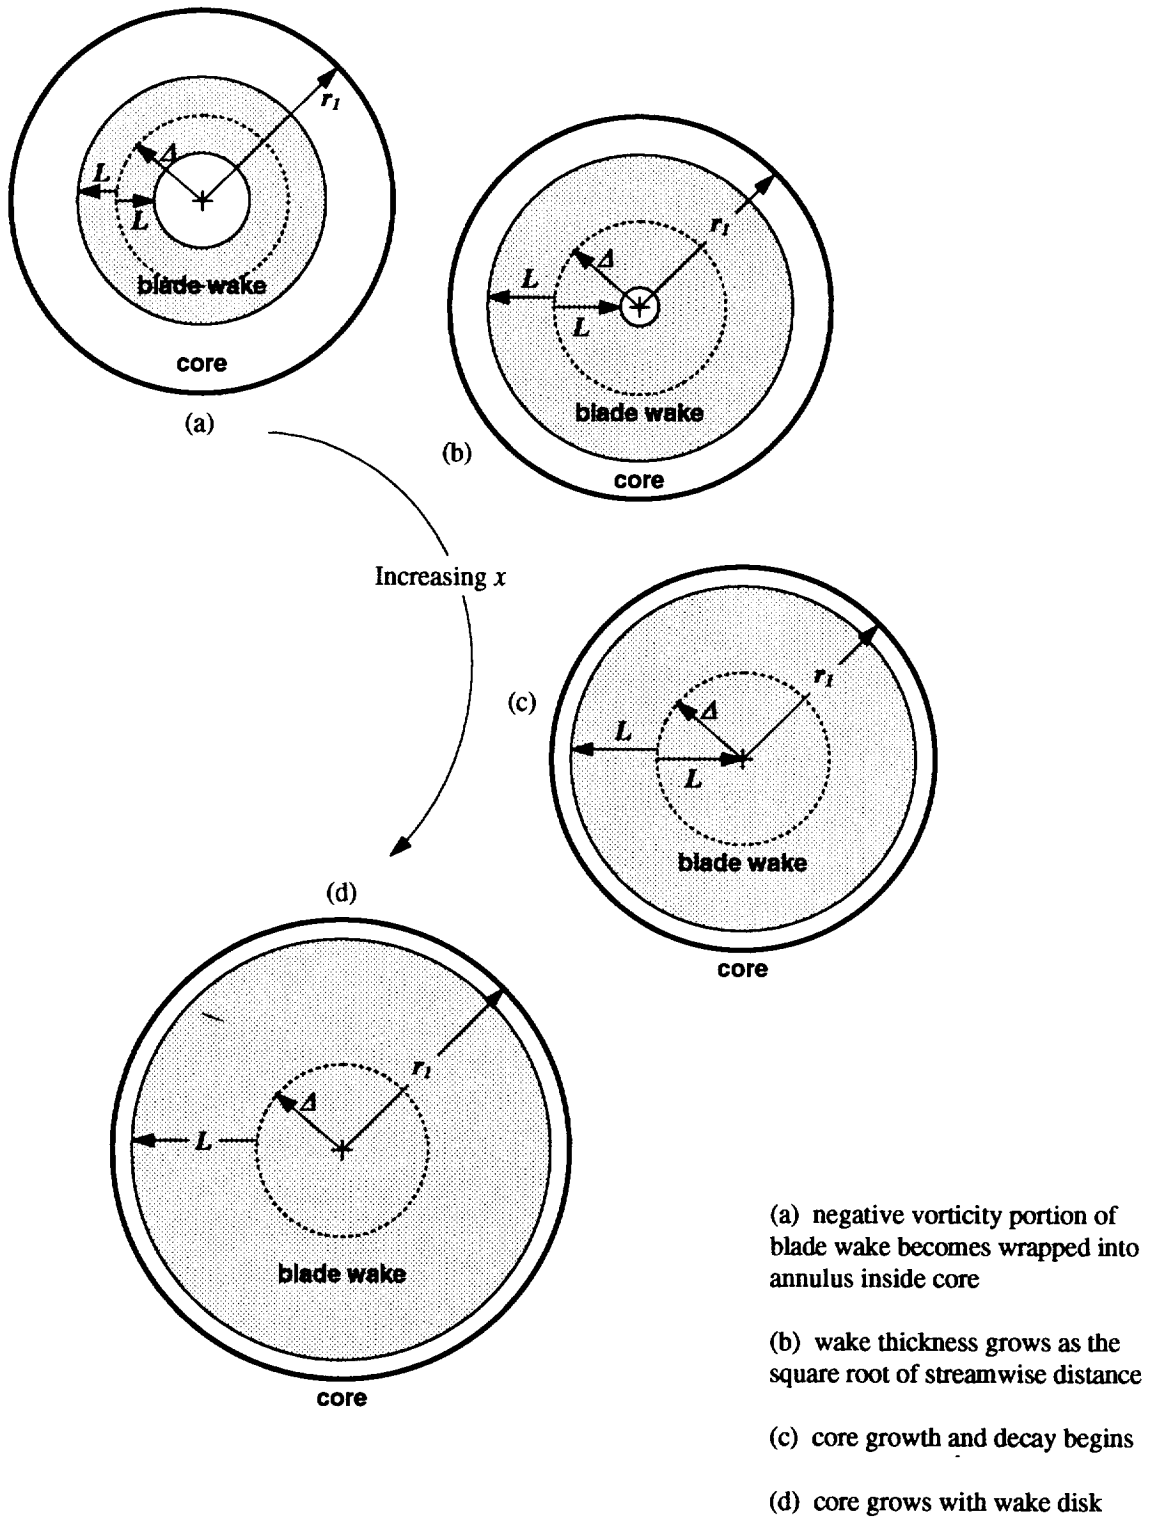 r1
Δ
L
L
blade wake
core
(a)
r1
Δ
L
L
blade wake
(b)
core
Increasing x
r1
(c)
Δ
L
L
blade wake
core
(d)
r1
Δ
L
blade wake
core
(a) negative vorticity portion of
blade wake becomes wrapped into
annulus inside core
(b) wake thickness grows as the
square root of streamwise distance
(c) core growth and decay begins
(d) core grows with wake disk